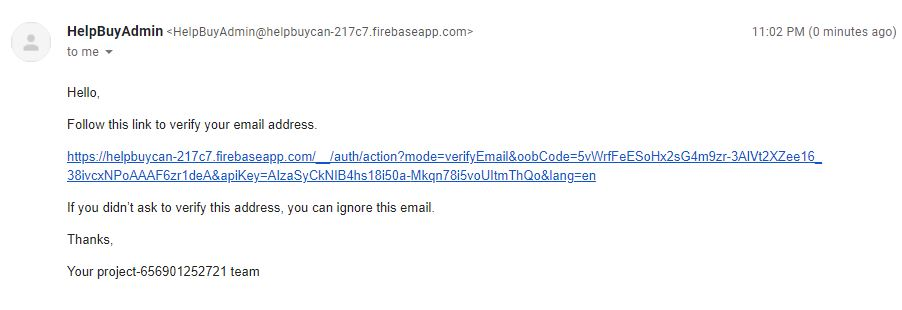 HelpBuyAdmin <HelpBuyAdmin@helpbuycan-217c7.firebaseapp.com> 11:02 PM (0 minutes ago)
to me
Hello,
Follow this link to verify your email address.
https://helpbuycan-217c7.firebaseapp.com/__/auth/action?mode=verifyEmail&oobCode=5vWrfFeESoHx2sG4m9zr-3AlVt2XZee16_
38ivcxNPoAAAF6zr1deA&apiKey=AIzaSyCkNIB4hs18i50a-Mkqn78i5voUItmThQo&lang=en
If you didn’t ask to verify this address, you can ignore this email.
Thanks,
Your project-656901252721 team